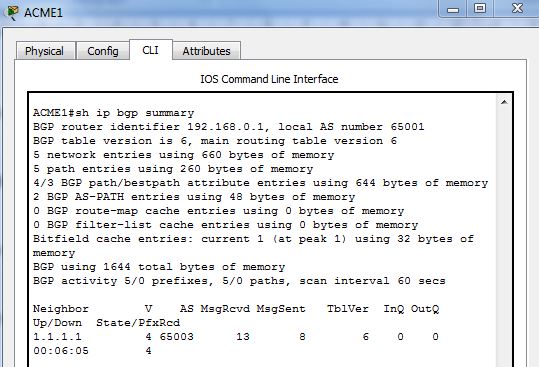 ACME1
Physical Config CLI Attributes
IOS Command Line Interface
ACME1#sh ip bgp summary
BGP router identifier 192.168.0.1, local AS number 65001
BGP table version is 6, main routing table version 6
5 network entries using 660 bytes of memory
5 path entries using 260 bytes of memory
4/3 BGP path/bestpath attribute entries using 644 bytes of memory
2 BGP AS-PATH entries using 48 bytes of memory
0 BGP route-map cache entries using 0 bytes of memory
0 BGP filter-list cache entries using 0 bytes of memory
Bitfield cache entries: current 1 (at peak 1) using 32 bytes of
memory
BGP using 1644 total bytes of memory
BGP activity 5/0 prefixes, 5/0 paths, scan interval 60 secs
Neighbor V AS MsgRcvd MsgSent TblVer InQ OutQ
Up/Down State/PfxRcd
1.1.1.1 4 65003 13 8 6 0 0
00:06:05 4